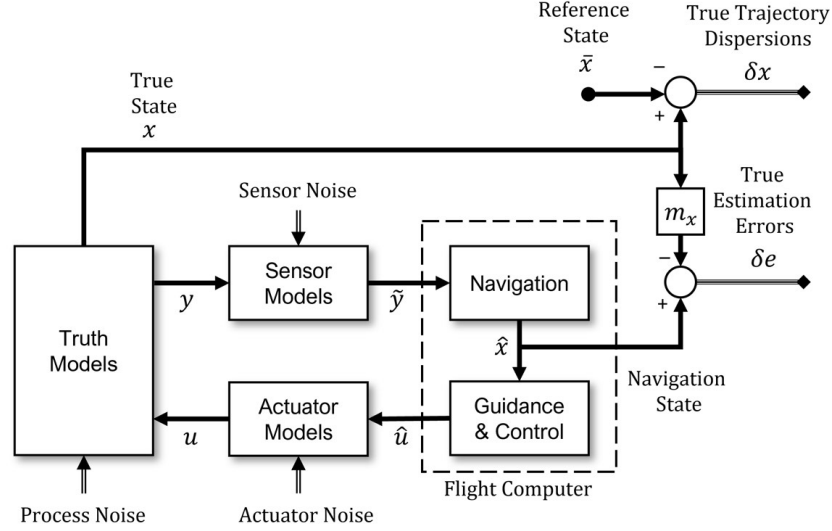 Reference
State
x̄
True Trajectory
Dispersions
−
δx
+
True
State
x
Sensor Noise
m_x
True
Estimation
Errors
−
δe
+
Truth
Models
y
Sensor
Models
ỹ
Navigation
x̂
Navigation
State
u
Actuator
Models
û
Guidance
& Control
Process Noise
Actuator Noise
Flight Computer